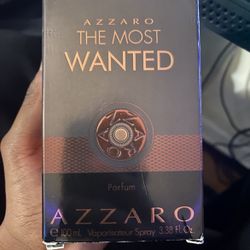 AZZARO
THE MOST
WANTED
Parfum
AZZARO
℮ 100 mL Vaporisateur Spray 3.38 Fl. Oz.